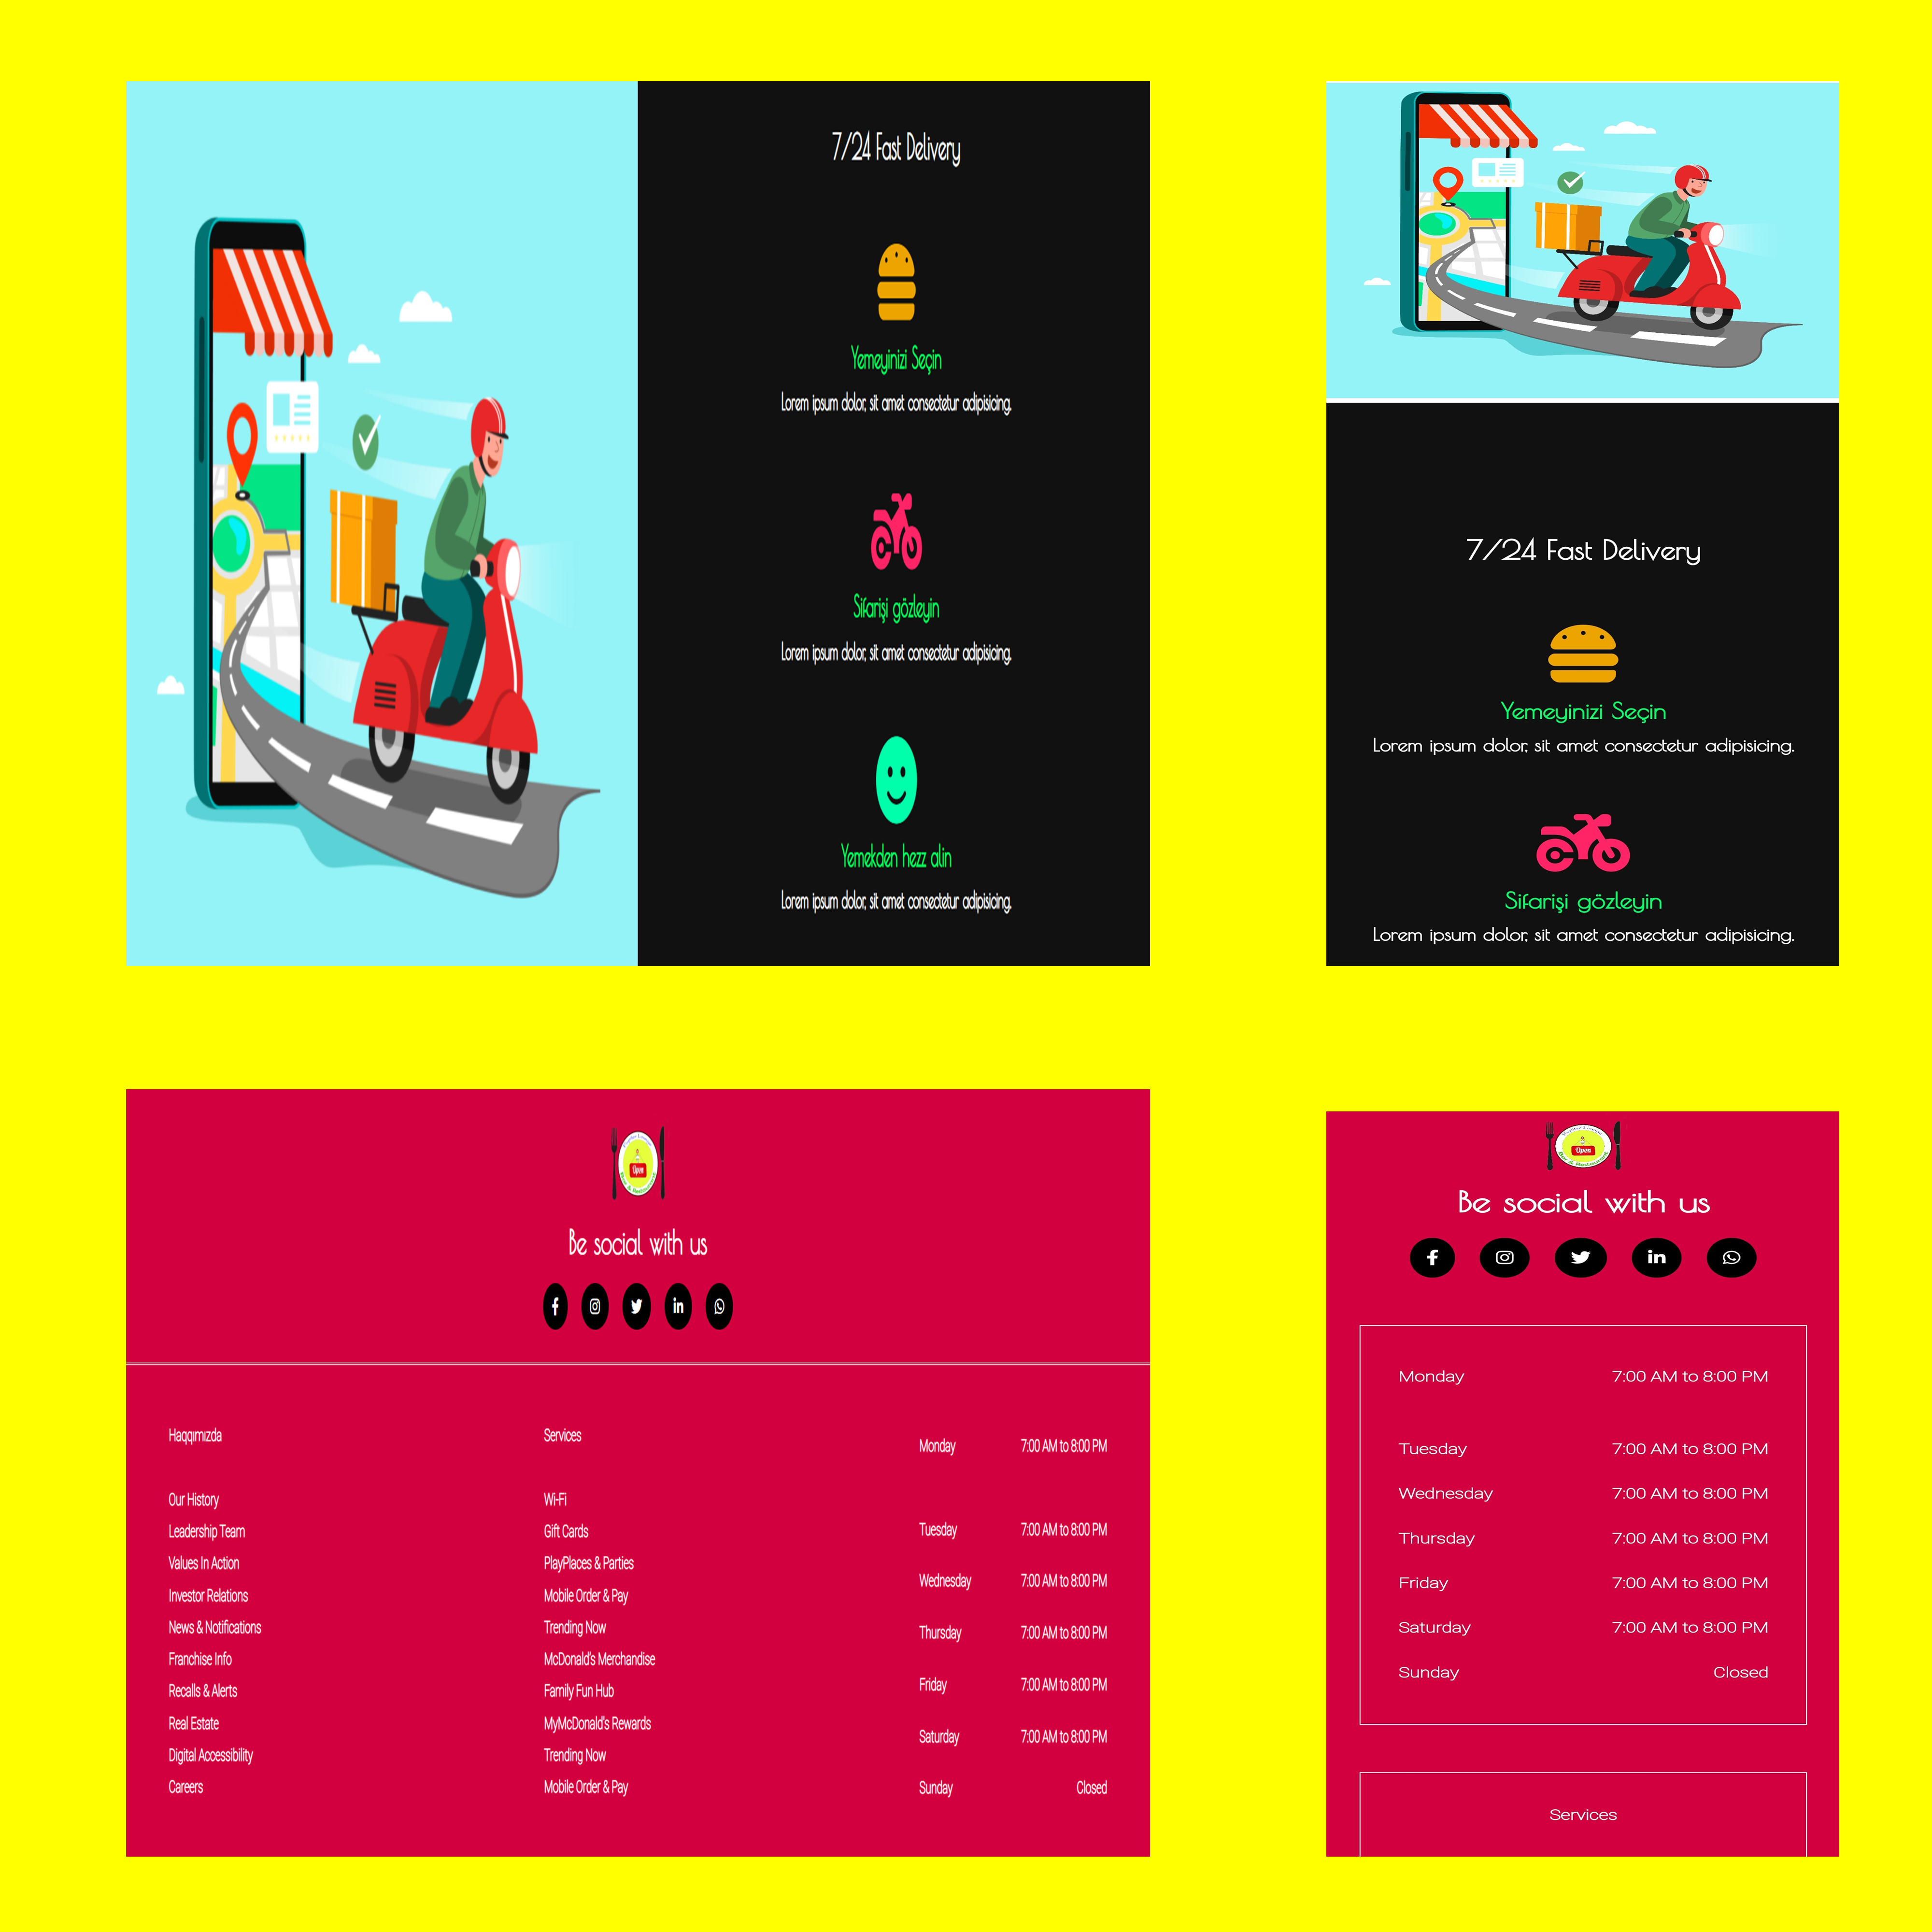 7/24 Fast Delivery
Yemeyinizi Seçin
Lorem ipsum dolor, sit amet consectetur adipisicing.
Sifarişi gözleyin
Lorem ipsum dolor, sit amet consectetur adipisicing.
Yemekden hezz alin
Lorem ipsum dolor, sit amet consectetur adipisicing.
7/24 Fast Delivery
Yemeyinizi Seçin
Lorem ipsum dolor, sit amet consectetur adipisicing.
Sifarişi gözleyin
Lorem ipsum dolor, sit amet consectetur adipisicing.
Open
Be social with us
Haqqımızda
Our History
Leadership Team
Values In Action
Investor Relations
News & Notifications
Franchise Info
Recalls & Alerts
Real Estate
Digital Accessibility
Careers
Services
Wi-Fi
Gift Cards
PlayPlaces & Parties
Mobile Order & Pay
Trending Now
McDonald's Merchandise
Family Fun Hub
MyMcDonald's Rewards
Trending Now
Mobile Order & Pay
Monday 7:00 AM to 8:00 PM
Tuesday 7:00 AM to 8:00 PM
Wednesday 7:00 AM to 8:00 PM
Thursday 7:00 AM to 8:00 PM
Friday 7:00 AM to 8:00 PM
Saturday 7:00 AM to 8:00 PM
Sunday Closed
Open
Be social with us
Monday 7:00 AM to 8:00 PM
Tuesday 7:00 AM to 8:00 PM
Wednesday 7:00 AM to 8:00 PM
Thursday 7:00 AM to 8:00 PM
Friday 7:00 AM to 8:00 PM
Saturday 7:00 AM to 8:00 PM
Sunday Closed
Services